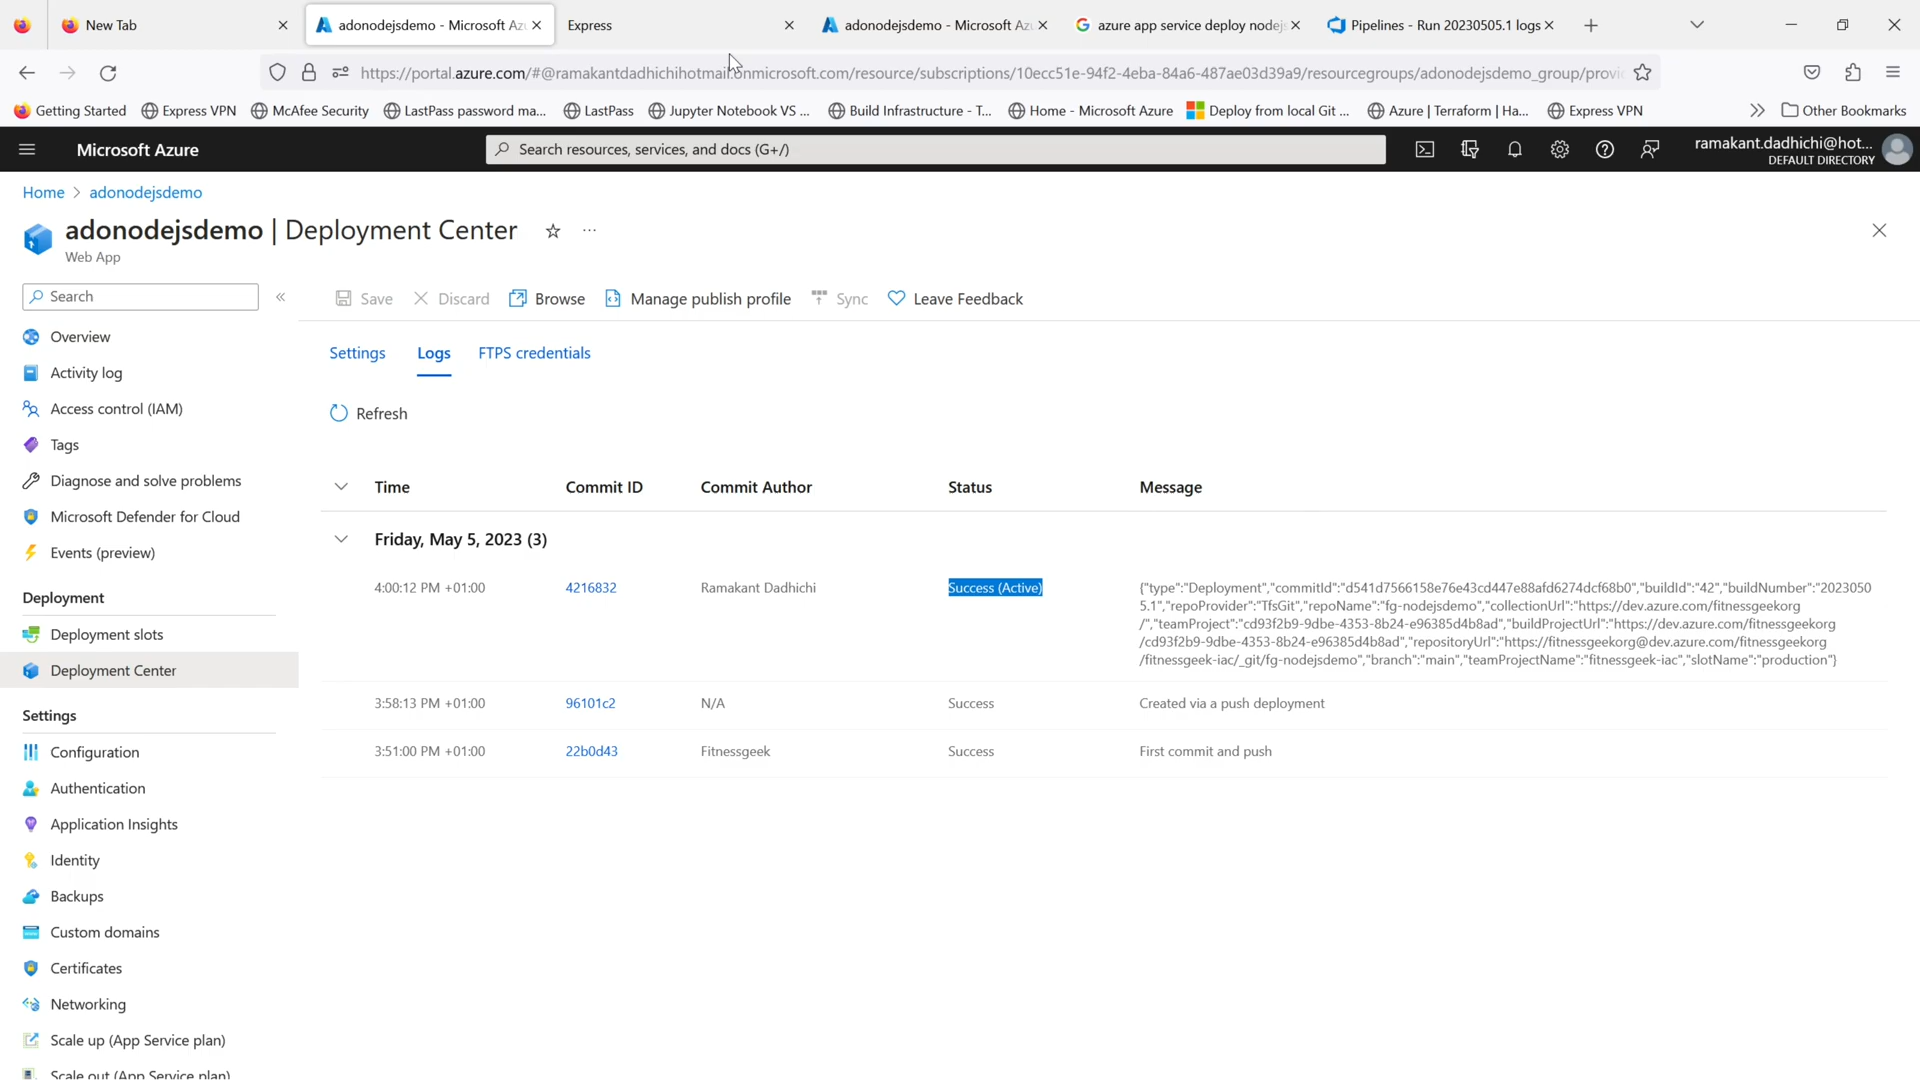 New Tab
adonodejsdemo - Microsoft Az
Express
adonodejsdemo - Microsoft Az
azure app service deploy nodej
Pipelines - Run 20230505.1 logs
https://portal.azure.com/#@ramakantdadhichihotmail.onmicrosoft.com/resource/subscriptions/10ecc51e-94f2-4eba-84a6-487ae03d39a9/resourcegroups/adonodejsdemo_group/provi
Getting Started
Express VPN
McAfee Security
LastPass password ma...
LastPass
Jupyter Notebook VS ...
Build Infrastructure - T...
Home - Microsoft Azure
Deploy from local Git ...
Azure | Terraform | Ha...
Express VPN
Other Bookmarks
Microsoft Azure
Search resources, services, and docs (G+/)
ramakant.dadhichi@hot...
DEFAULT DIRECTORY
Home > adonodejsdemo
adonodejsdemo | Deployment Center
Web App
Search
Save
Discard
Browse
Manage publish profile
Sync
Leave Feedback
Overview
Activity log
Access control (IAM)
Tags
Diagnose and solve problems
Microsoft Defender for Cloud
Events (preview)
Deployment
Deployment slots
Deployment Center
Settings
Configuration
Authentication
Application Insights
Identity
Backups
Custom domains
Certificates
Networking
Scale up (App Service plan)
Scale out (App Service plan)
Settings
Logs
FTPS credentials
Refresh
Time Commit ID Commit Author Status Message
Friday, May 5, 2023 (3)
4:00:12 PM +01:00 4216832 Ramakant Dadhichi Success (Active) {"type":"Deployment","commitId":"d541d7566158e76e43cd447e88afd6274dcf68b0","buildId":"42","buildNumber":"2023050
5.1","repoProvider":"TfsGit","repoName":"fg-nodejsdemo","collectionUrl":"https://dev.azure.com/fitnessgeekorg
/","teamProject":"cd93f2b9-9dbe-4353-8b24-e96385d4b8ad","buildProjectUrl":"https://dev.azure.com/fitnessgeekorg
/cd93f2b9-9dbe-4353-8b24-e96385d4b8ad","repositoryUrl":"https://fitnessgeekorg@dev.azure.com/fitnessgeekorg
/fitnessgeek-iac/_git/fg-nodejsdemo","branch":"main","teamProjectName":"fitnessgeek-iac","slotName":"production"}
3:58:13 PM +01:00 96101c2 N/A Success Created via a push deployment
3:51:00 PM +01:00 22b0d43 Fitnessgeek Success First commit and push